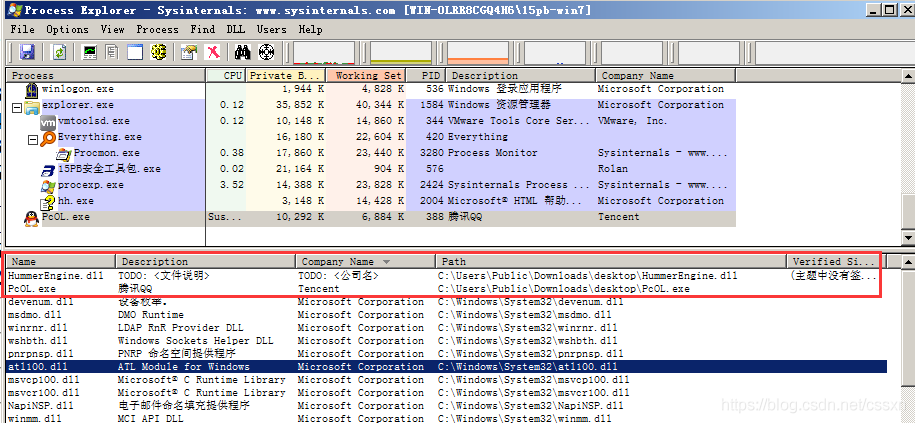 Process Explorer - Sysinternals: www.sysinternals.com [WIN-OLRR8CGQ4M6\15pb-win7]
File Options View Process Find DLL Users Help
Process CPU Private B... Working Set PID Description Company Name
winlogon.exe 1,944 K 4,828 K 536 Windows 登录应用程序 Microsoft Corporation
explorer.exe 0.12 35,852 K 40,344 K 1584 Windows 资源管理器 Microsoft Corporation
vmtoolsd.exe 0.12 10,148 K 14,860 K 344 VMware Tools Core Ser... VMware, Inc.
Everything.exe 16,180 K 22,604 K 420 Everything
Procmon.exe 0.38 17,860 K 23,440 K 3280 Process Monitor Sysinternals - www....
15PB安全工具包.exe 0.02 21,164 K 904 K 576 Rolan
procexp.exe 3.52 14,388 K 23,828 K 2424 Sysinternals Process ... Sysinternals - www....
hh.exe 3,148 K 14,428 K 2004 Microsoft® HTML 帮助... Microsoft Corporation
PcOL.exe Sus... 10,292 K 6,884 K 388 腾讯QQ Tencent
Name Description Company Name Path Verified Si...
HummerEngine.dll TODO: <文件说明> TODO: <公司名> C:\Users\Public\Downloads\desktop\HummerEngine.dll (主题中没有签...
PcOL.exe 腾讯QQ Tencent C:\Users\Public\Downloads\desktop\PcOL.exe
devenum.dll 设备枚举。 Microsoft Corporation C:\Windows\System32\devenum.dll
msdmo.dll DMO Runtime Microsoft Corporation C:\Windows\System32\msdmo.dll
winrnr.dll LDAP RnR Provider DLL Microsoft Corporation C:\Windows\System32\winrnr.dll
wshbth.dll Windows Sockets Helper DLL Microsoft Corporation C:\Windows\System32\wshbth.dll
pnrpnsp.dll PNRP 命名空间提供程序 Microsoft Corporation C:\Windows\System32\pnrpnsp.dll
atl100.dll ATL Module for Windows Microsoft Corporation C:\Windows\System32\atl100.dll
msvcp100.dll Microsoft® C Runtime Library Microsoft Corporation C:\Windows\System32\msvcp100.dll
msvcr100.dll Microsoft® C Runtime Library Microsoft Corporation C:\Windows\System32\msvcr100.dll
NapiNSP.dll 电子邮件命名填充提供程序 Microsoft Corporation C:\Windows\System32\NapiNSP.dll
winmm.dll MCI API DLL Microsoft Corporation C:\Windows\System32\winmm.dll
https://blog.csdn.net/cssxn